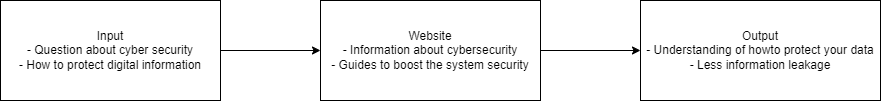 Input
- Question about cyber security
- How to protect digital information
Website
- Information about cybersecurity
- Guides to boost the system security
Output
- Understanding of howto protect your data
- Less information leakage